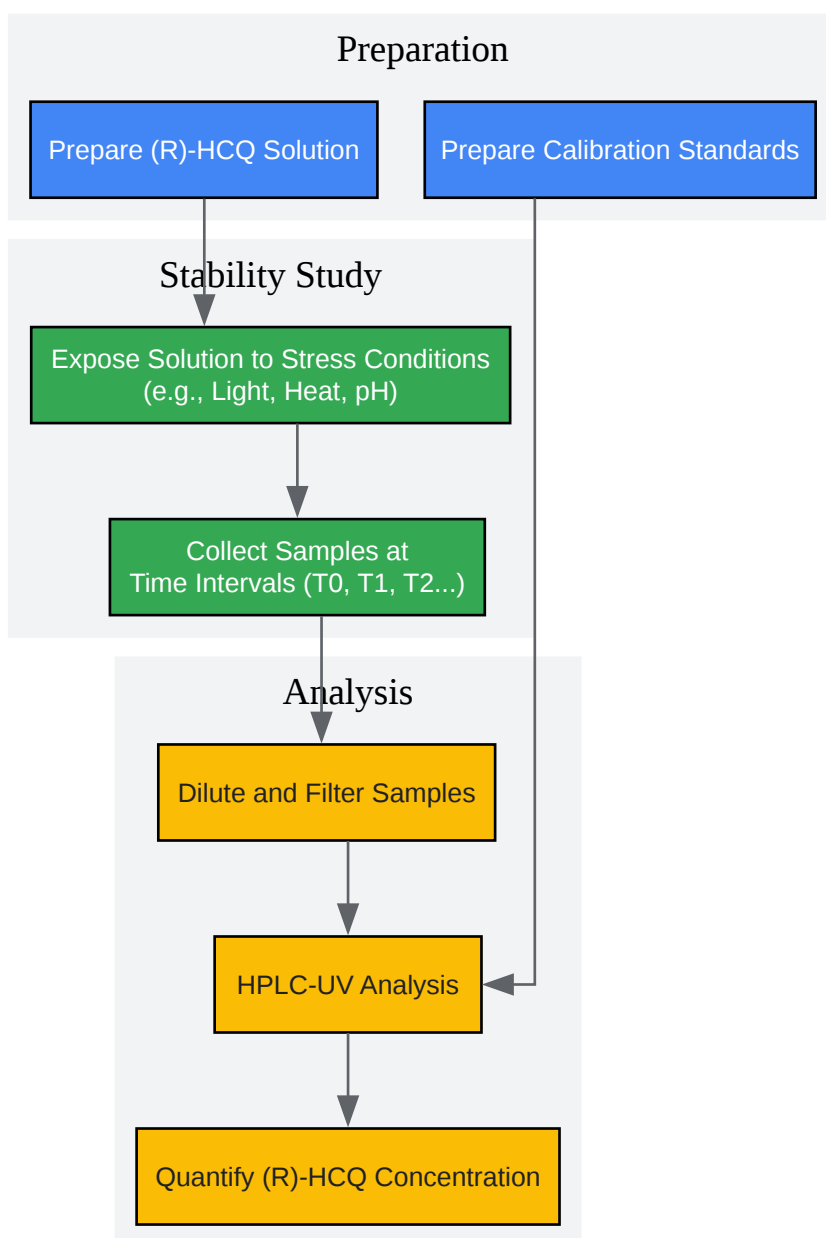 Preparation
Prepare (R)-HCQ Solution
Prepare Calibration Standards
Stability Study
Expose Solution to Stress Conditions
(e.g., Light, Heat, pH)
Collect Samples at
Time Intervals (T0, T1, T2...)
Analysis
Dilute and Filter Samples
HPLC-UV Analysis
Quantify (R)-HCQ Concentration